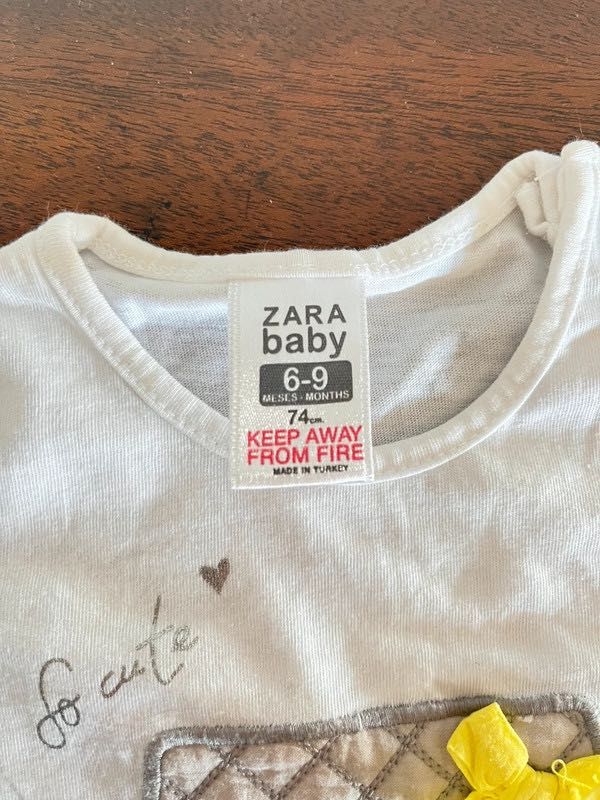 ZARA
baby
6-9
MESES - MONTHS
74cm.
KEEP AWAY
FROM FIRE
MADE IN TURKEY
So cute